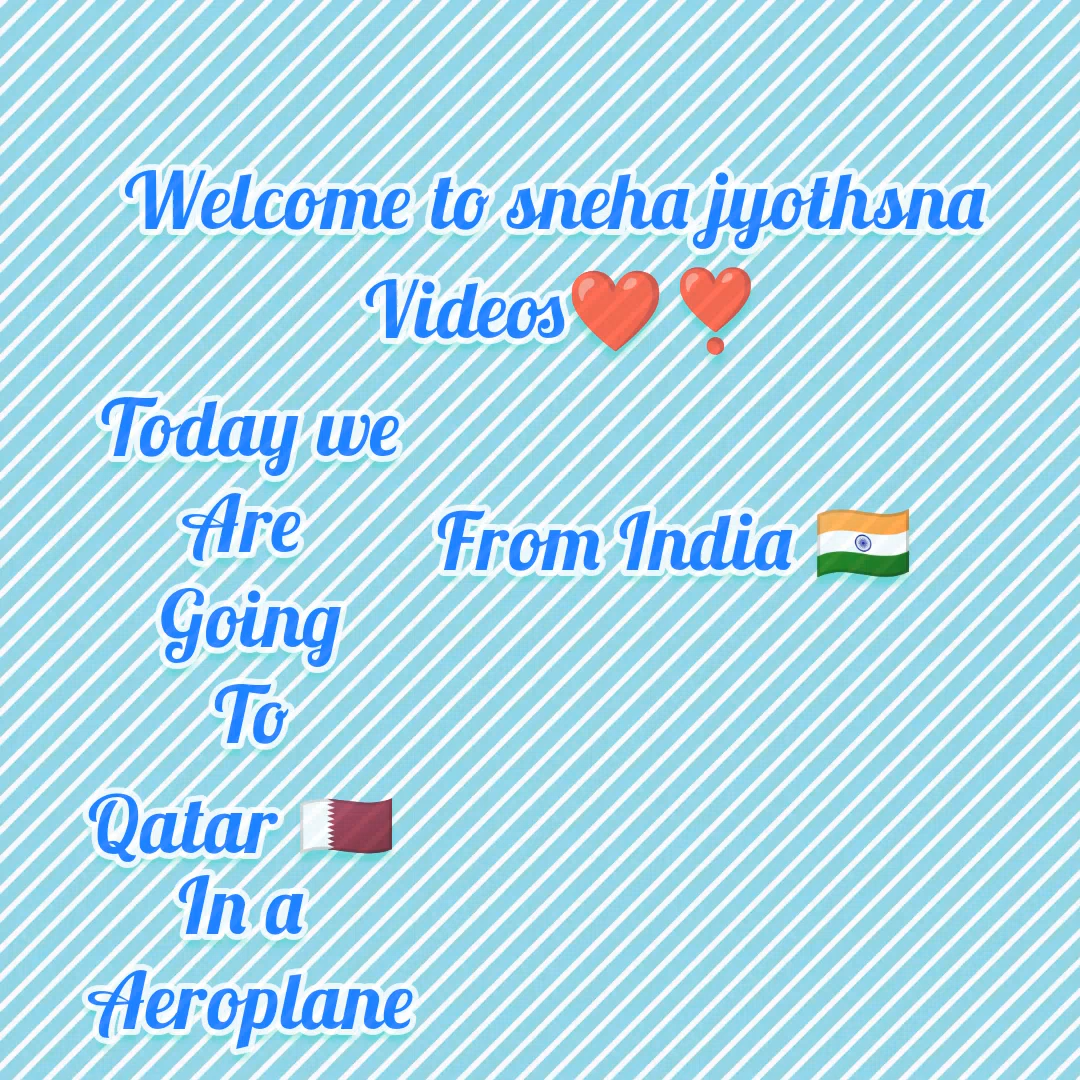 Welcome to sneha jyothsna
Videos❤️❣️
Today we
Are
Going
To
Qatar 🇶🇦
In a
Aeroplane
From India 🇮🇳